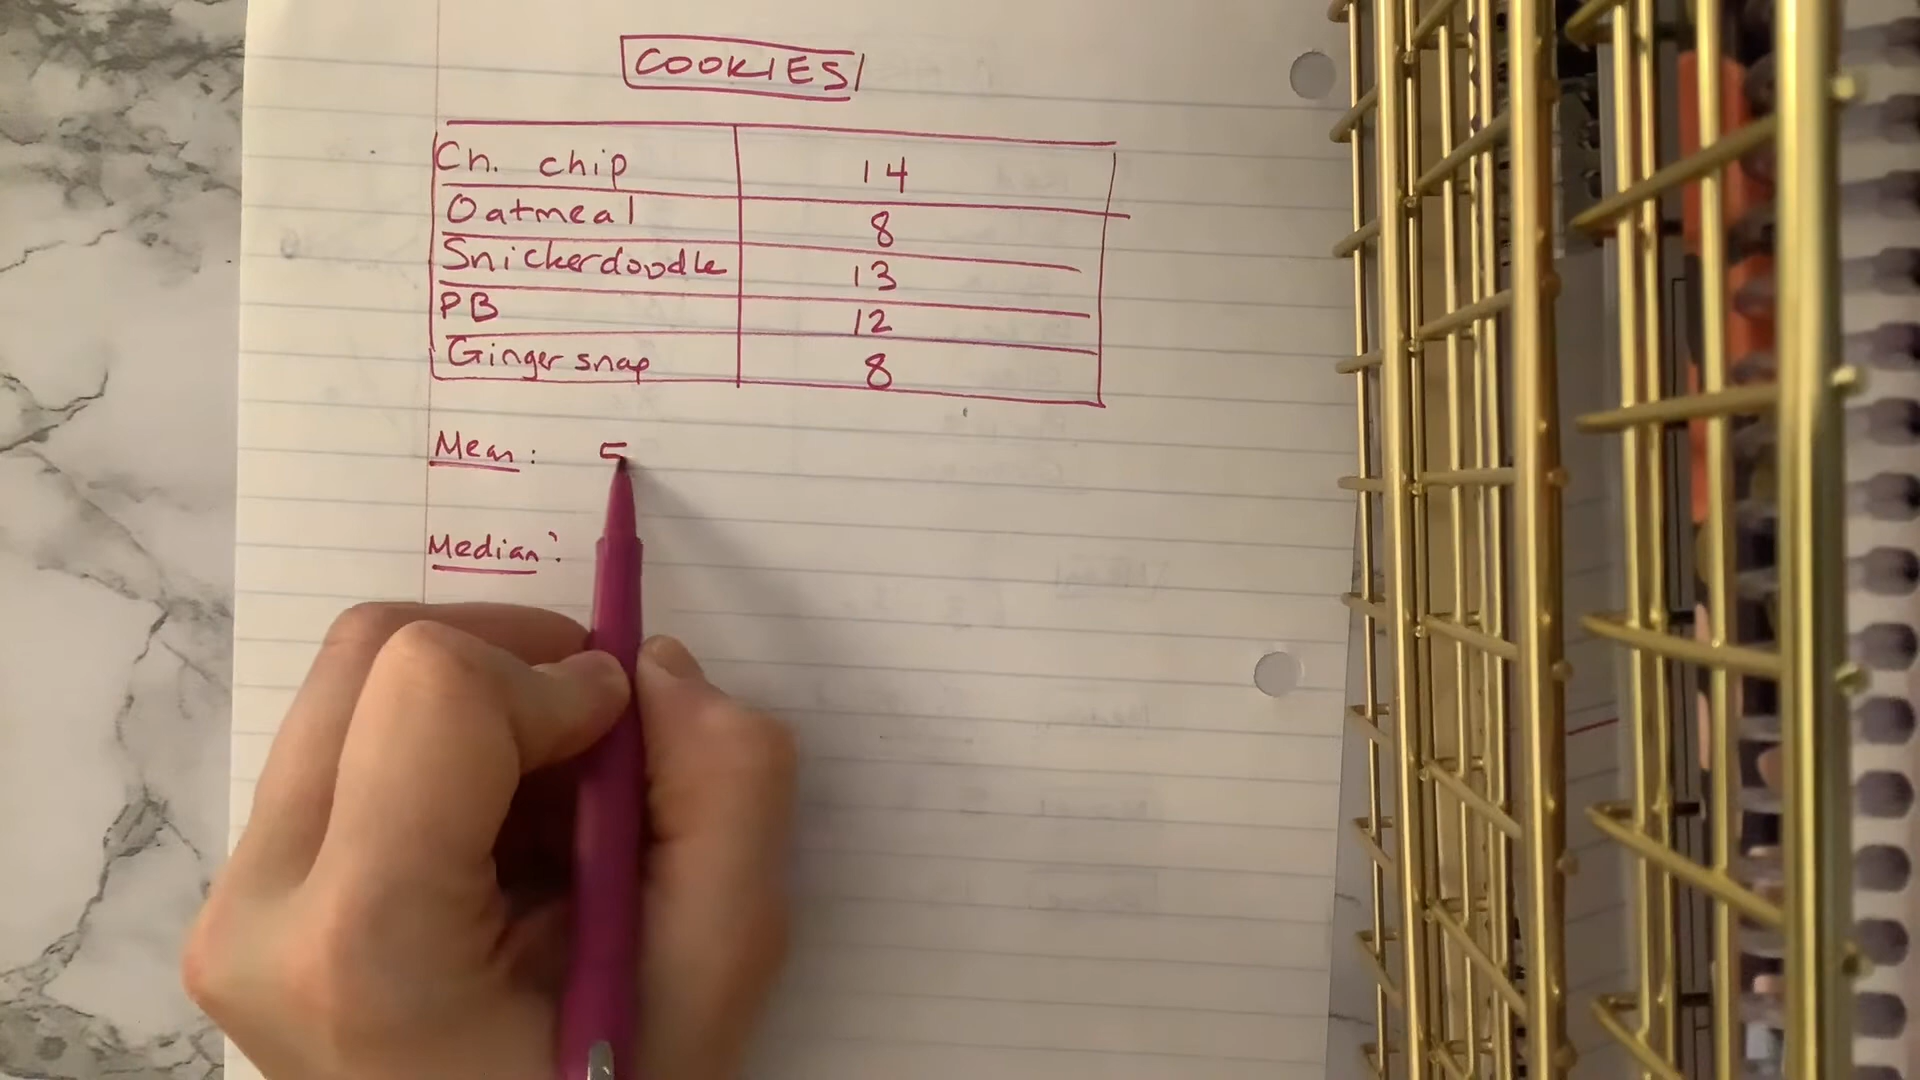 COOKIES
Ch. chip 14
Oatmeal 8
Snickerdoodle 13
PB 12
Ginger snap 8
Mean: 5
Median: